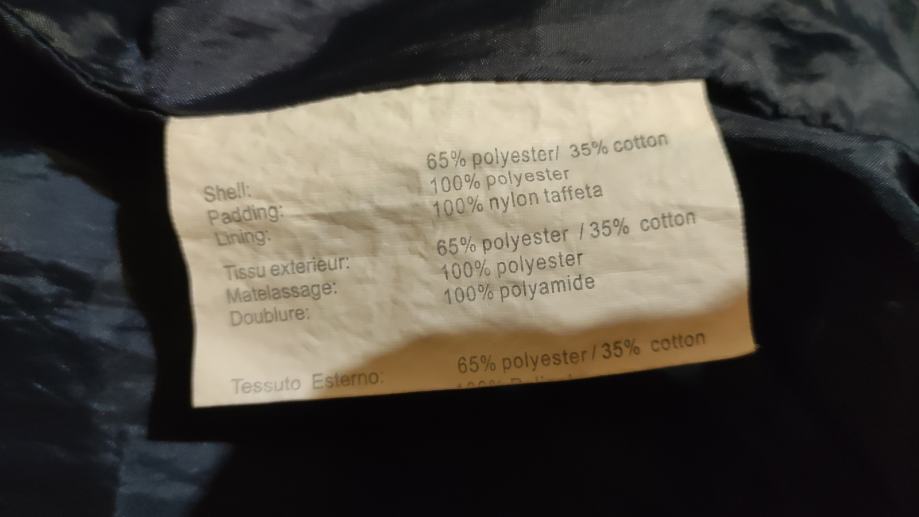 Shell: 65% polyester/ 35% cotton
Padding: 100% polyester
Lining: 100% nylon taffeta
Tissu exterieur: 65% polyester / 35% cotton
Matelassage: 100% polyester
Doublure: 100% polyamide
Tessuto Esterno: 65% polyester / 35% cotton